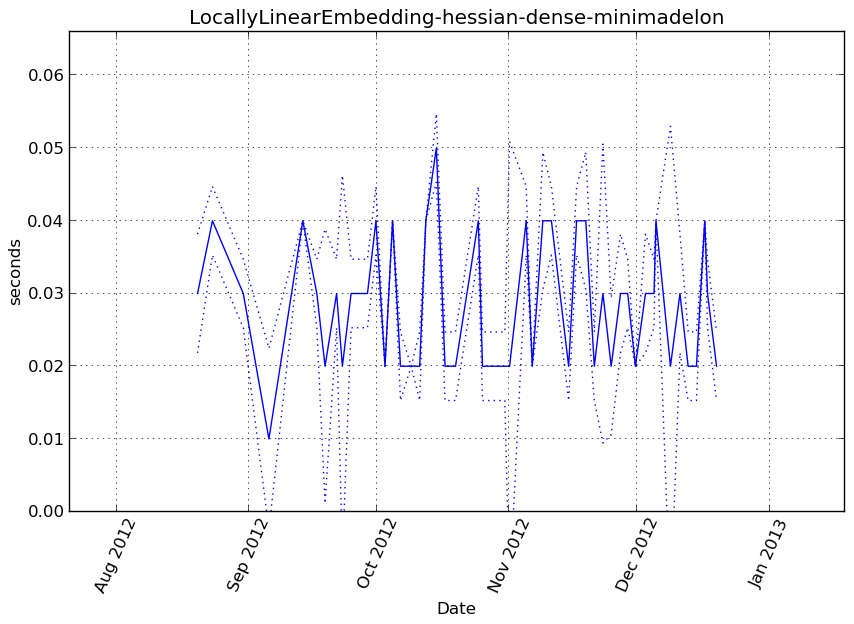 LocallyLinearEmbedding-hessian-dense-minimadelon
0.06
0.05
0.04
0.03
0.02
0.01
0.00
seconds
Aug 2012
Sep 2012
Oct 2012
Nov 2012
Dec 2012
Jan 2013
Date